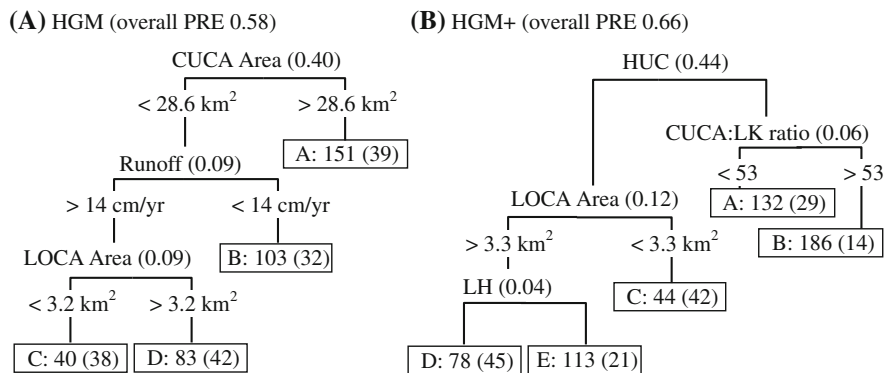 (A) HGM (overall PRE 0.58)
CUCA Area (0.40)
< 28.6 km²
> 28.6 km²
A: 151 (39)
Runoff (0.09)
> 14 cm/yr
< 14 cm/yr
B: 103 (32)
LOCA Area (0.09)
< 3.2 km²
> 3.2 km²
C: 40 (38)
D: 83 (42)
(B) HGM+ (overall PRE 0.66)
HUC (0.44)
CUCA:LK ratio (0.06)
< 53
> 53
A: 132 (29)
B: 186 (14)
LOCA Area (0.12)
> 3.3 km²
< 3.3 km²
C: 44 (42)
LH (0.04)
D: 78 (45)
E: 113 (21)